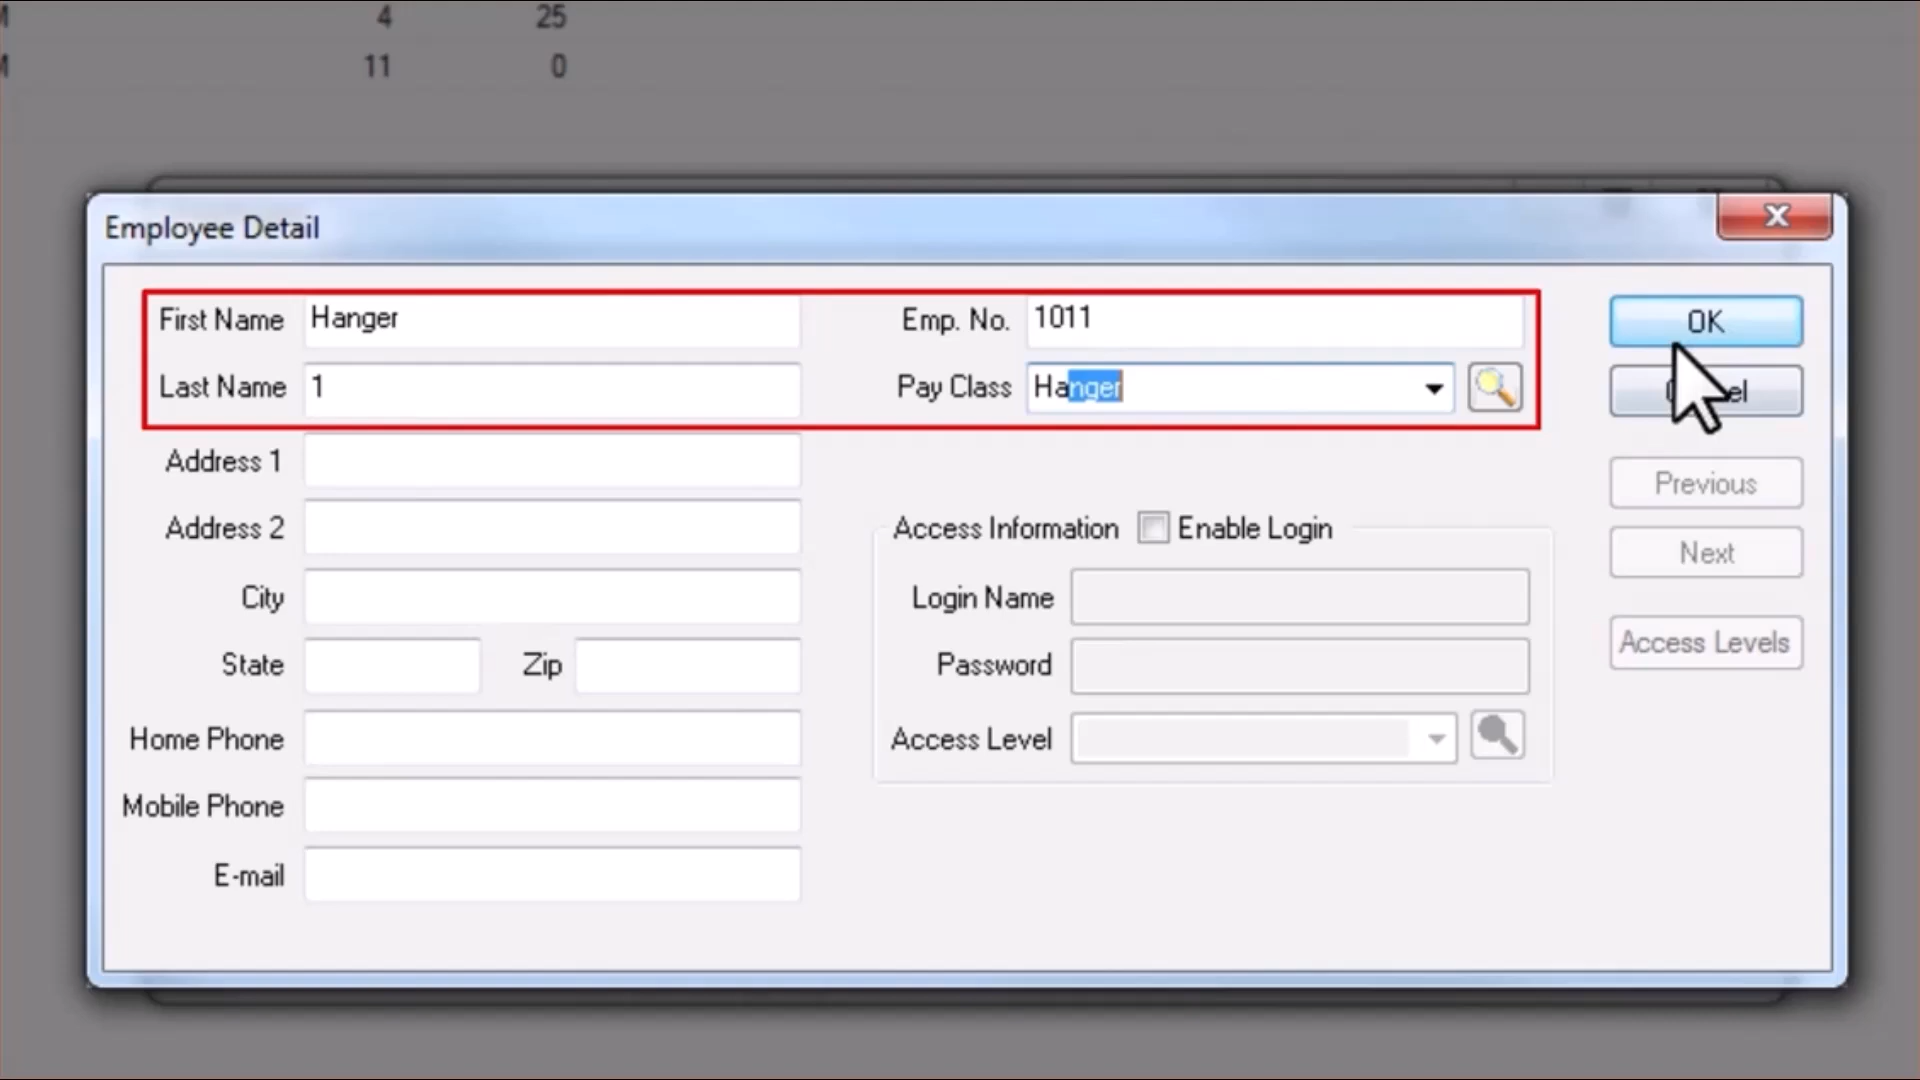 4 25
11 0
Employee Detail
First Name Hanger Emp. No. 1011 OK
Last Name 1 Pay Class Hanger
Address 1
Previous
Address 2 Access Information Enable Login
Next
City Login Name
State Zip Password Access Levels
Home Phone Access Level
Mobile Phone
E-mail